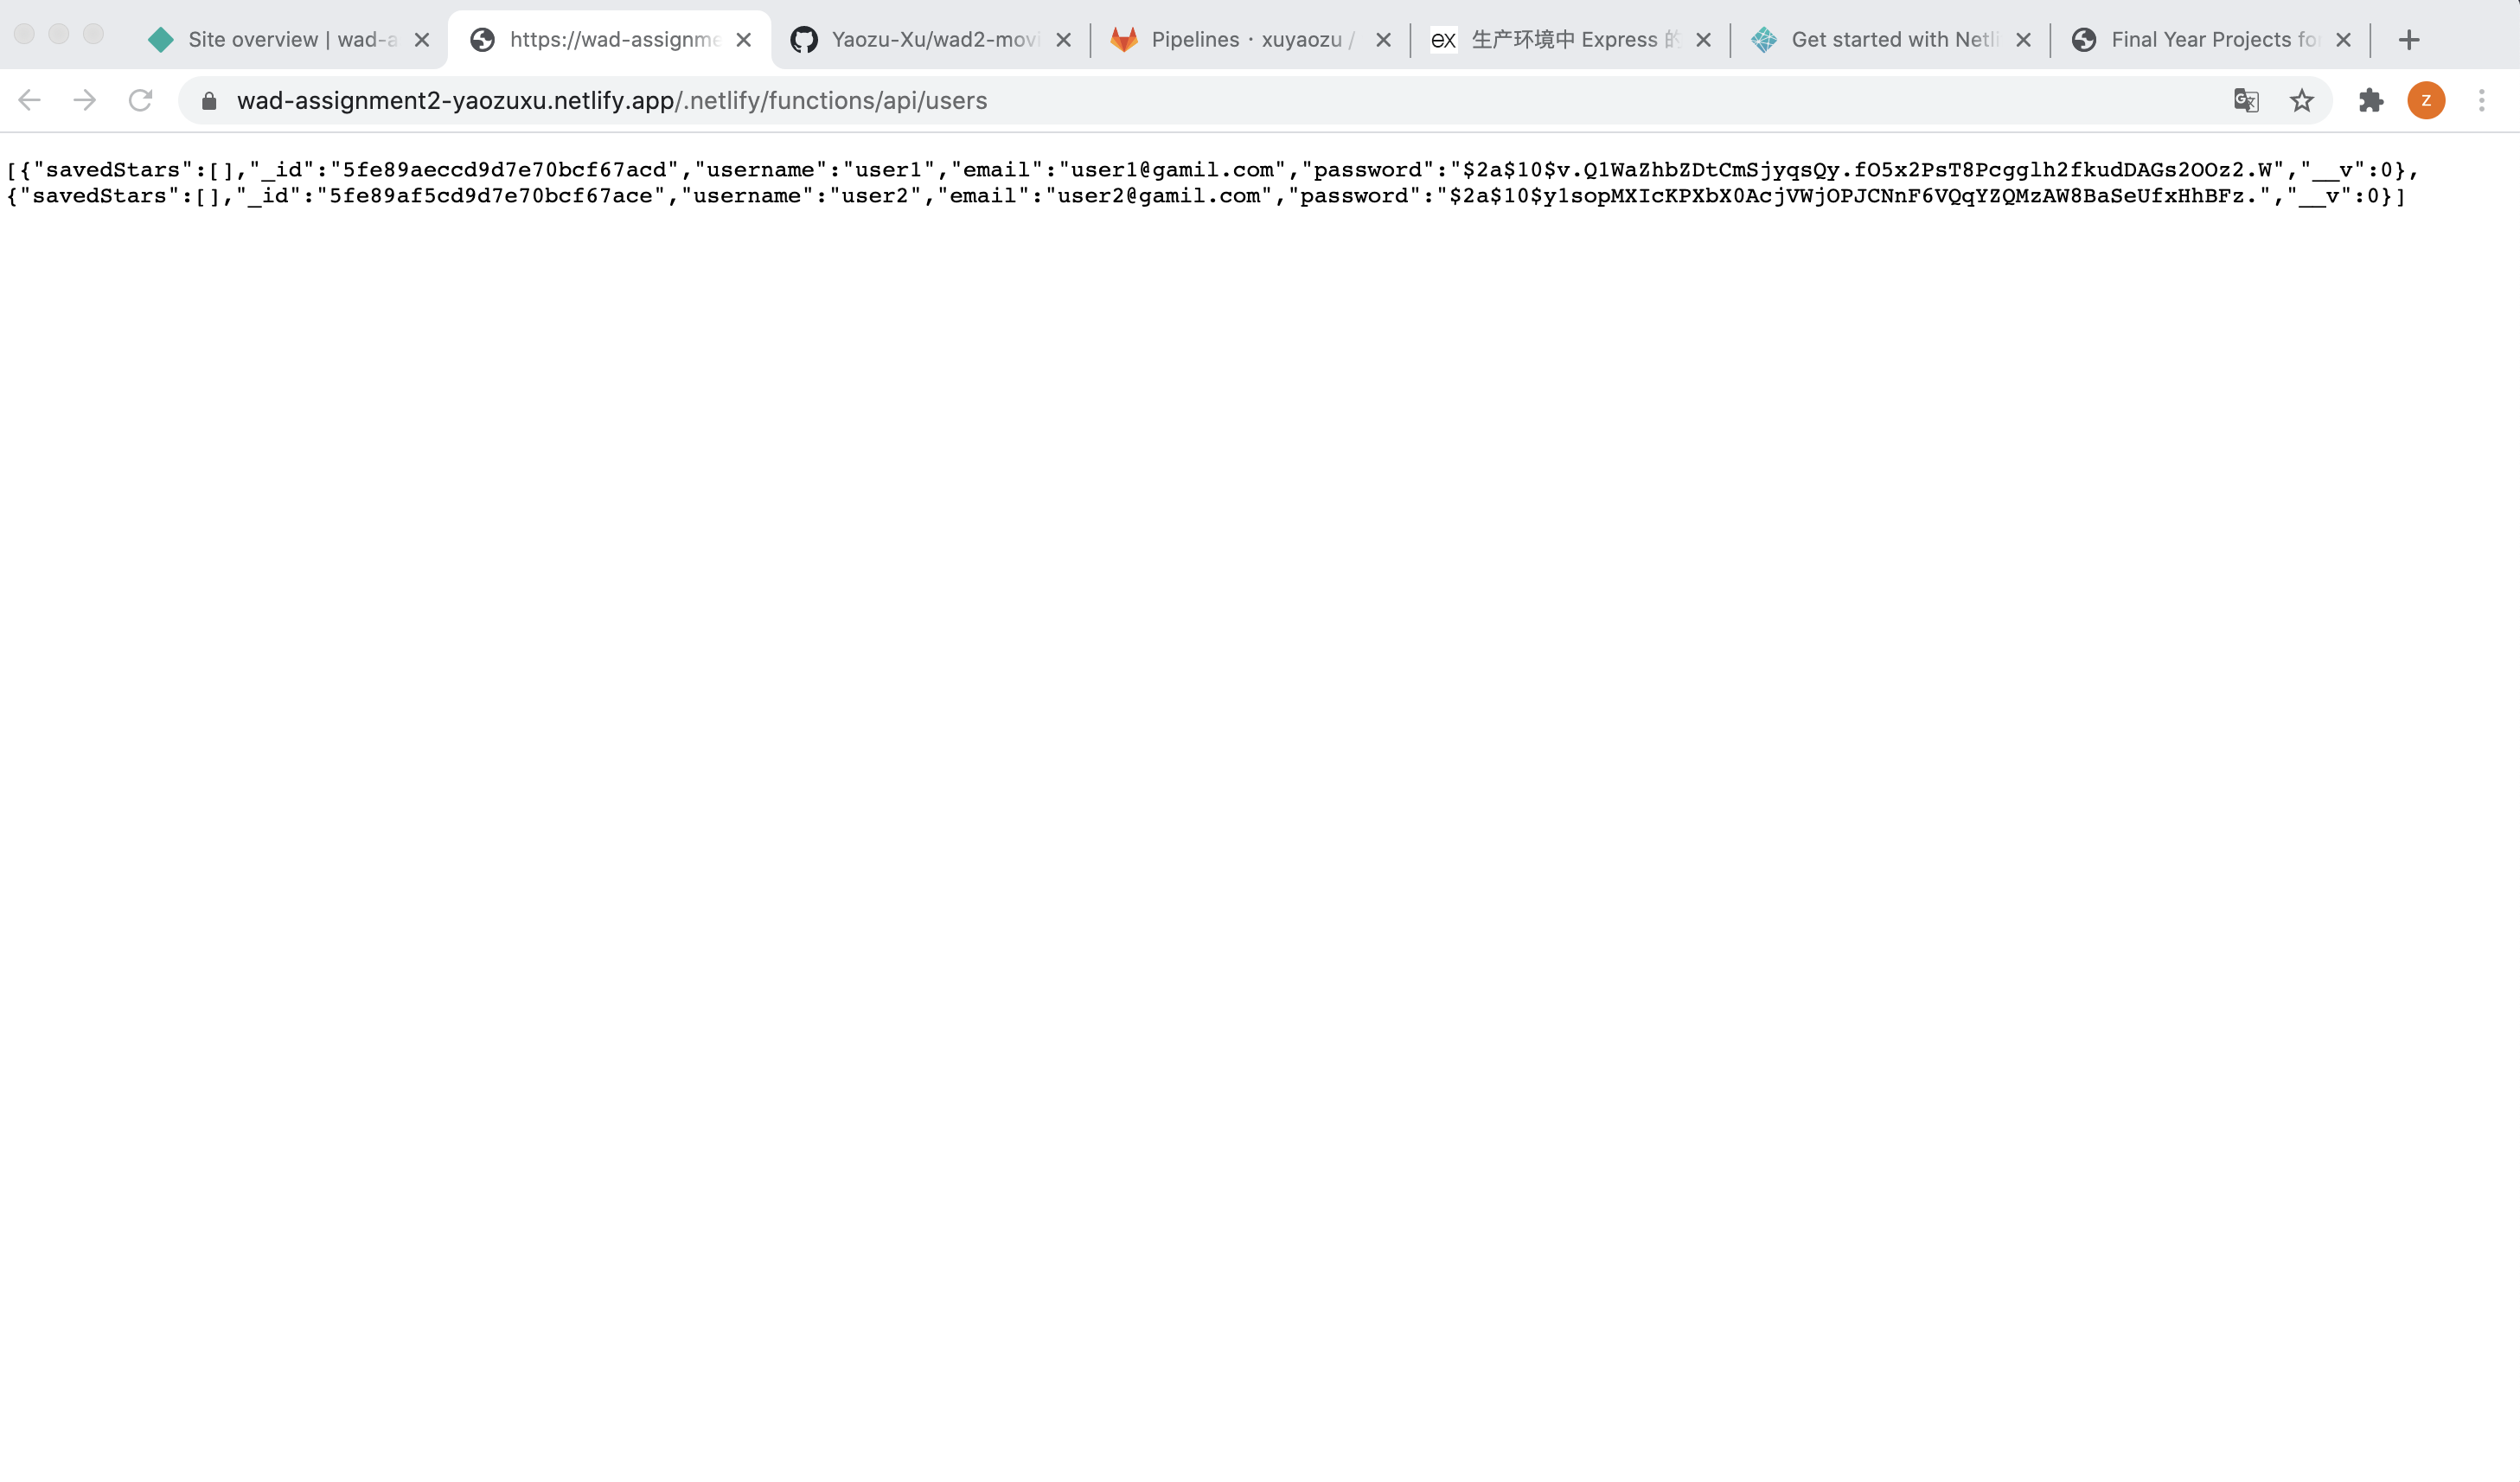 Site overview | wad-a
https://wad-assignme
Yaozu-Xu/wad2-movi
Pipelines · xuyaozu /
ex 生产环境中 Express 的
Get started with Netli
Final Year Projects for
wad-assignment2-yaozuxu.netlify.app/.netlify/functions/api/users
Z
[{"savedStars":[],"_id":"5fe89aeccd9d7e70bcf67acd","username":"user1","email":"user1@gamil.com","password":"$2a$10$v.Q1WaZhbZDtCmSjyqsQy.fO5x2PsT8Pcgglh2fkudDAGs2OOz2.W","__v":0},
{"savedStars":[],"_id":"5fe89af5cd9d7e70bcf67ace","username":"user2","email":"user2@gamil.com","password":"$2a$10$y1sopMXIcKPXbX0AcjVWjOPJCNnF6VQqYZQMzAW8BaSeUfxHhBFz.","__v":0}]